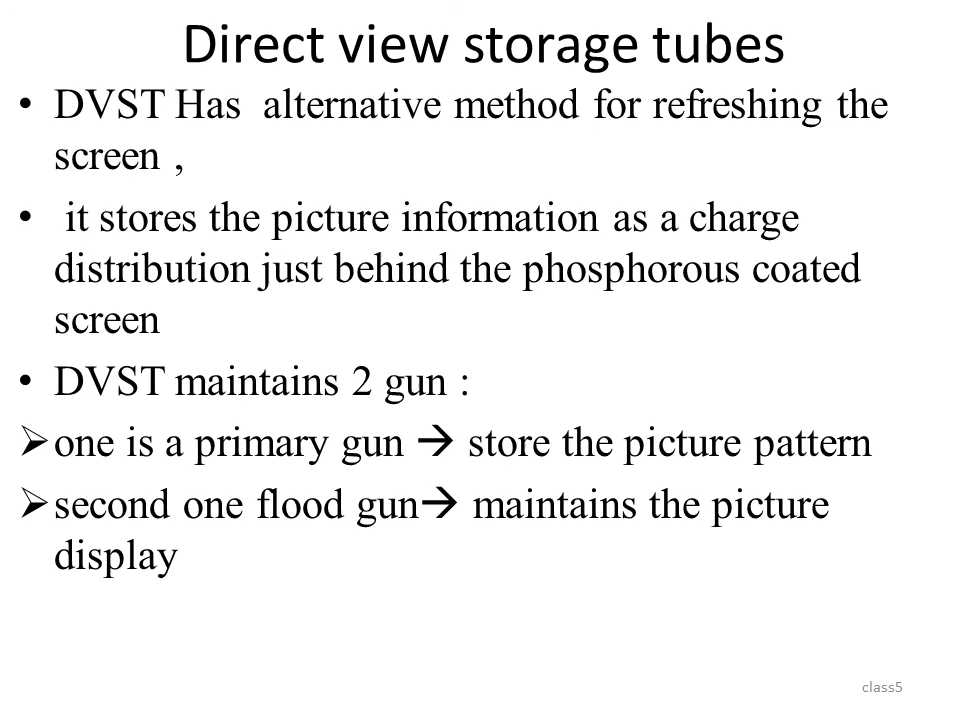 Direct view storage tubes
• DVST Has  alternative method for refreshing the
screen ,
•  it stores the picture information as a charge
distribution just behind the phosphorous coated
screen
• DVST maintains 2 gun :
➢ one is a primary gun → store the picture pattern
➢ second one flood gun→ maintains the picture
display
class5